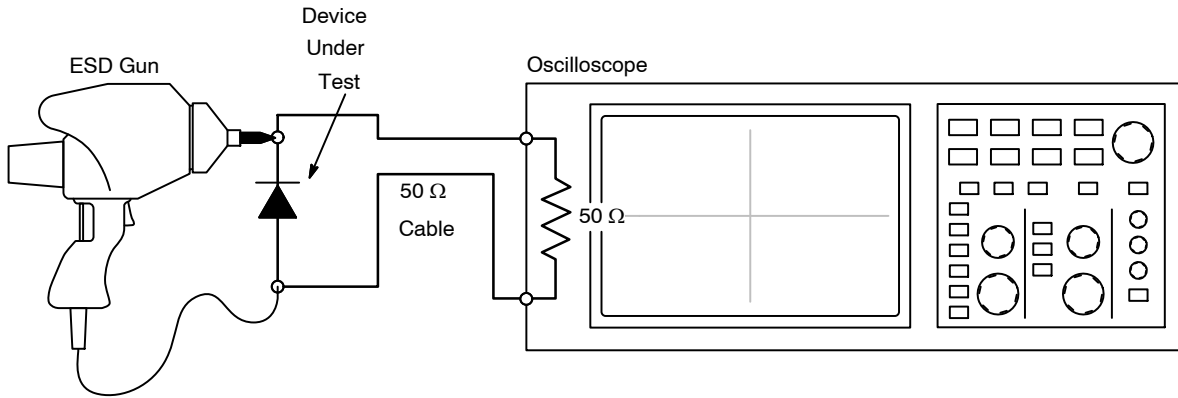 Device
Under
Test
ESD Gun
Oscilloscope
50 Ω
Cable
50 Ω